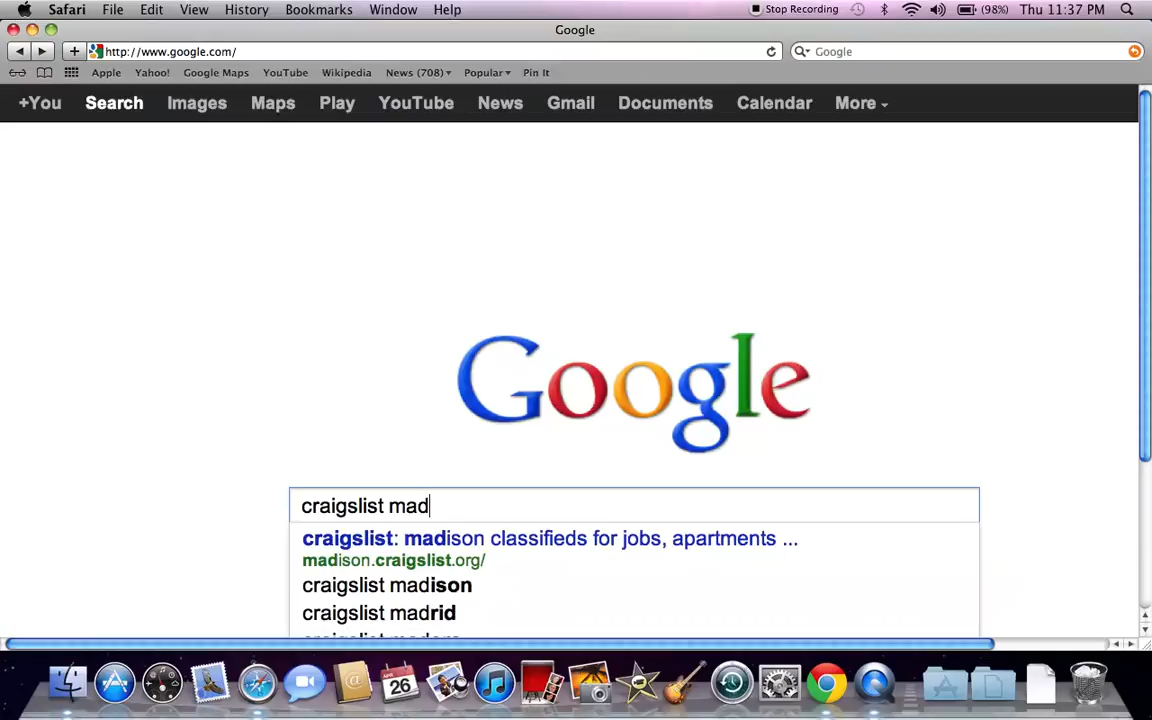 Safari File Edit View History Bookmarks Window Help Stop Recording (98%) Thu 11:37 PM
Google
http://www.google.com/ Google
Apple Yahoo! Google Maps YouTube Wikipedia News (708) Popular Pin It
+You Search Images Maps Play YouTube News Gmail Documents Calendar More
Google
craigslist mad
craigslist: madison classifieds for jobs, apartments ...
madison.craigslist.org/
craigslist madison
craigslist madrid
APR
26